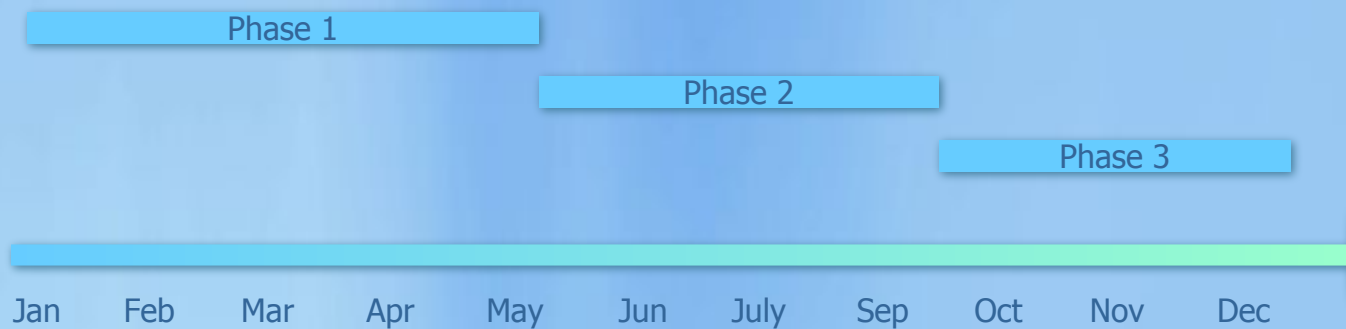 Phase 1
Phase 2
Phase 3
Jan Feb Mar Apr May Jun July Sep Oct Nov Dec